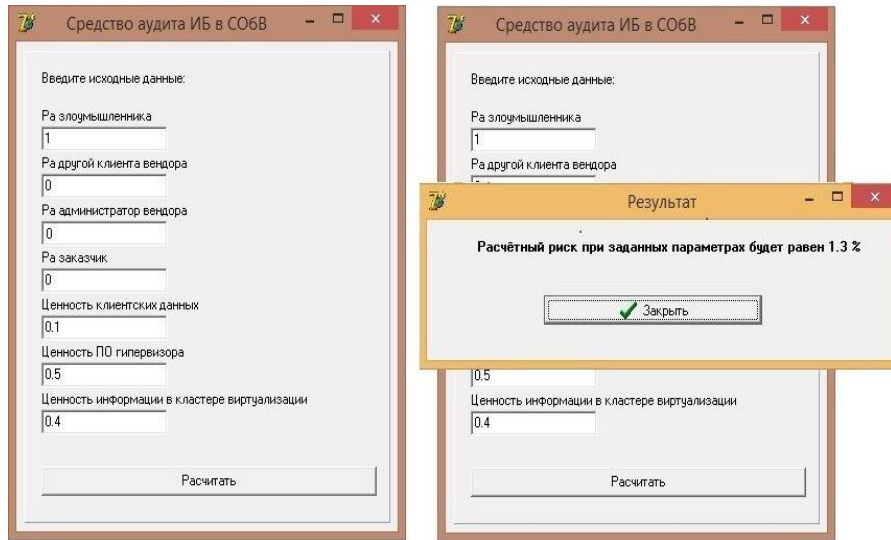 Средство аудита ИБ в СОбВ
Введите исходные данные:
Ра злоумышленника
1
Ра другой клиента вендора
0
Ра администратор вендора
0
Ра заказчик
0
Ценность клиентских данных
0.1
Ценность ПО гипервизора
0.5
Ценность информации в кластере виртуализации
0.4
Расчитать
Средство аудита ИБ в СОбВ
Введите исходные данные:
Ра злоумышленника
1
Ра другой клиента вендора
Результат
Расчётный риск при заданных параметрах будет равен 1.3 %
Закрыть
0.5
Ценность информации в кластере виртуализации
0.4
Расчитать